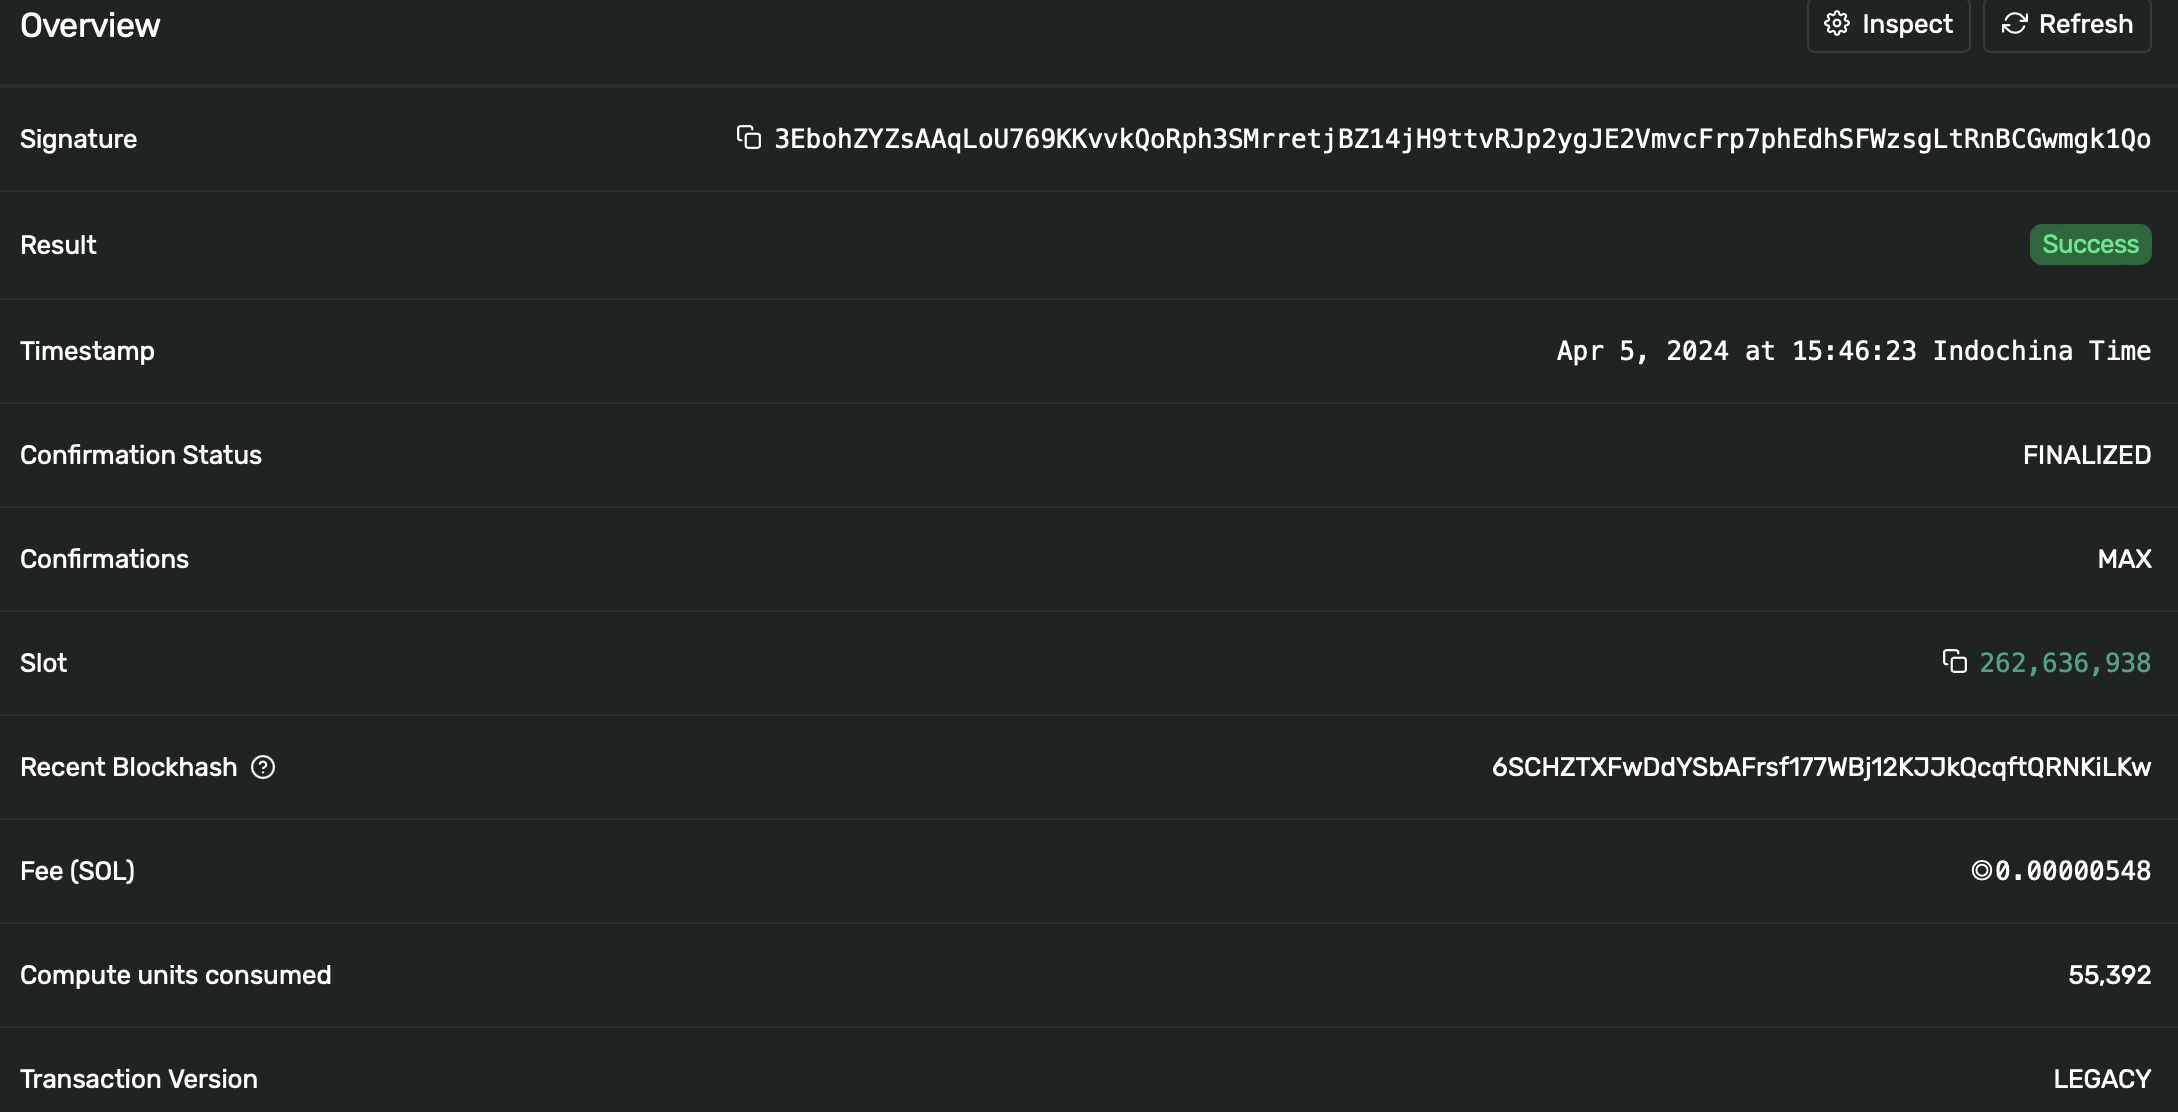 Overview
Inspect
Refresh
Signature
3EbohZYZsAAqLoU769KKvvkQoRph3SMrretjBZ14jH9ttvRJp2ygJE2VmvcFrp7phEdhSFWzsgLtRnBCGwmgk1Qo
Result
Success
Timestamp
Apr 5, 2024 at 15:46:23 Indochina Time
Confirmation Status
FINALIZED
Confirmations
MAX
Slot
262,636,938
Recent Blockhash ?
6SCHZTXFwDdYSbAFrsf177WBj12KJJkQcqftQRNKiLKw
Fee (SOL)
◎0.00000548
Compute units consumed
55,392
Transaction Version
LEGACY